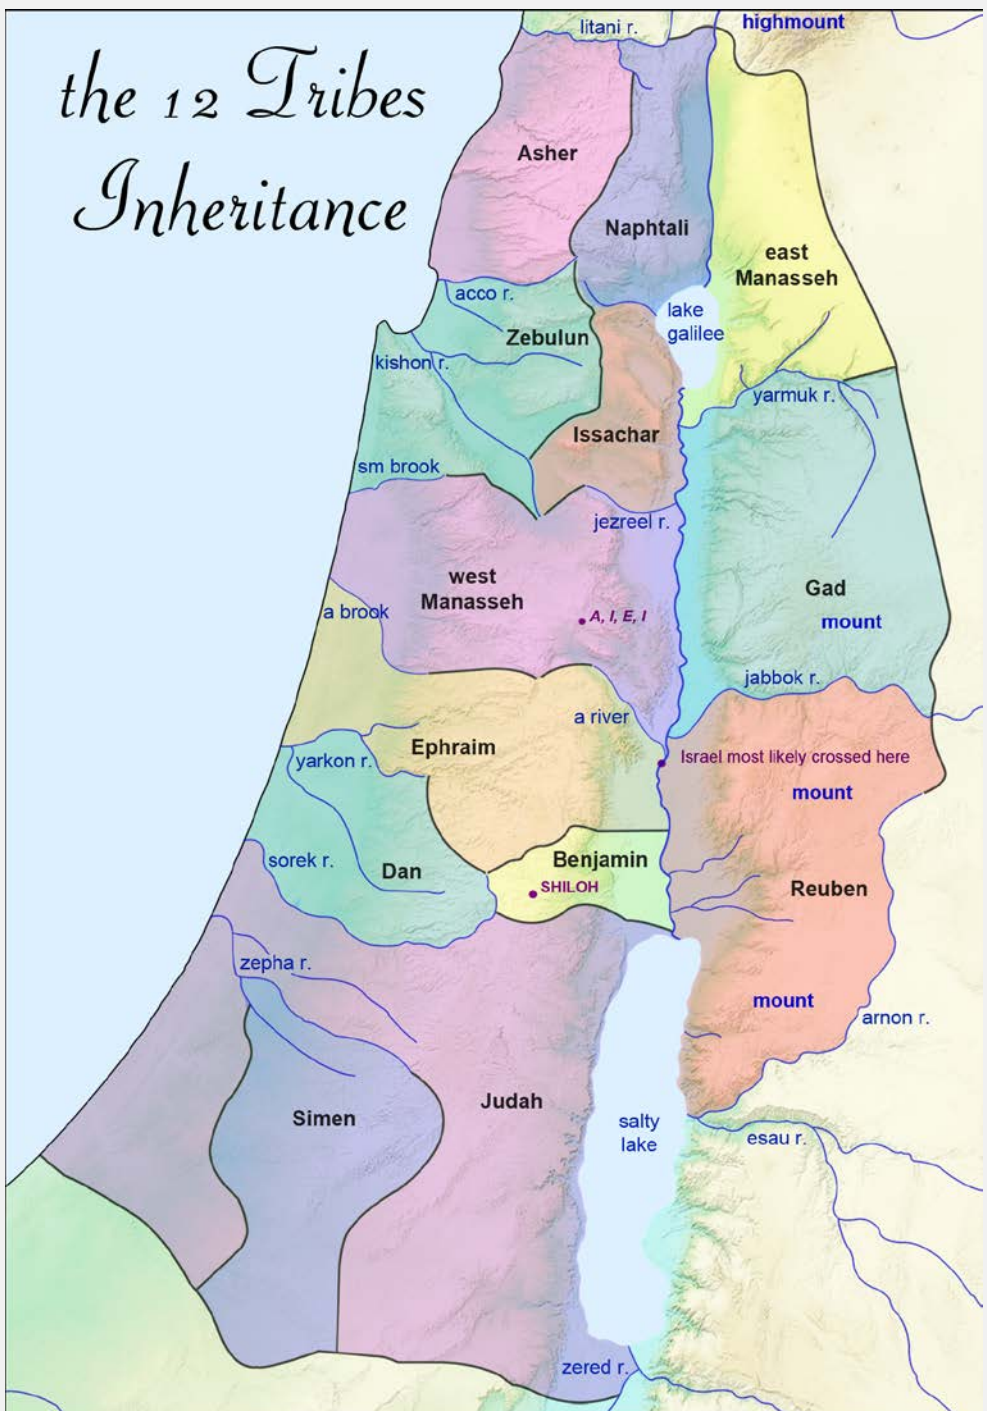 the 12 Tribes
Inheritance
litani r.
highmount
Asher
Naphtali
east
Manasseh
acco r.
lake
galilee
Zebulun
kishon r.
yarmuk r.
Issachar
sm brook
jezreel r.
west
Manasseh
Gad
a brook
A, I, E, I
mount
jabbok r.
a river
Ephraim
yarkon r.
Israel most likely crossed here
mount
sorek r.
Dan
Benjamin
SHILOH
Reuben
zepha r.
mount
arnon r.
Simen
Judah
salty
lake
esau r.
zered r.